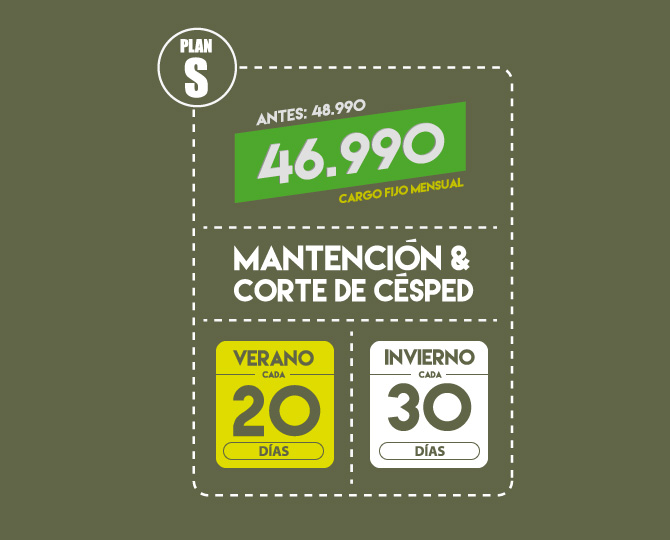 PLAN
S
ANTES: 48.990
46.990
CARGO FIJO MENSUAL
MANTENCIÓN &
CORTE DE CÉSPED
VERANO
CADA
20
DÍAS
INVIERNO
CADA
30
DÍAS